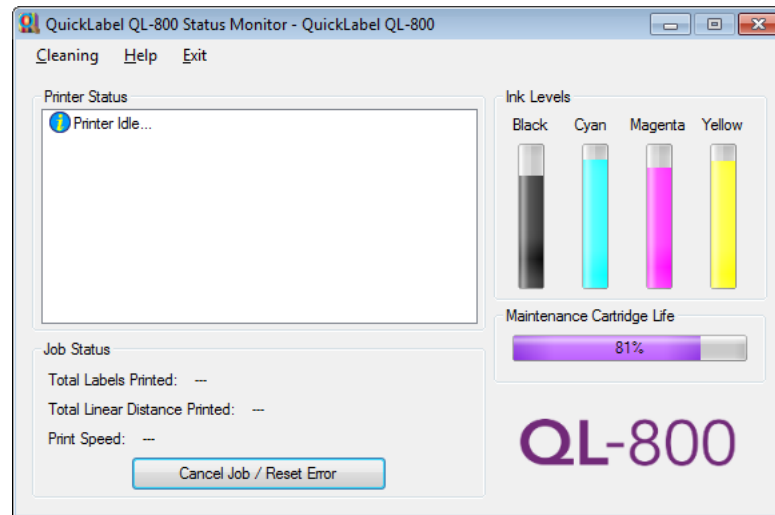 QuickLabel QL-800 Status Monitor - QuickLabel QL-800
Cleaning Help Exit
Printer Status
Printer Idle...
Ink Levels
Black Cyan Magenta Yellow
Maintenance Cartridge Life
81%
Job Status
Total Labels Printed: ---
Total Linear Distance Printed: ---
Print Speed: ---
Cancel Job / Reset Error
QL-800